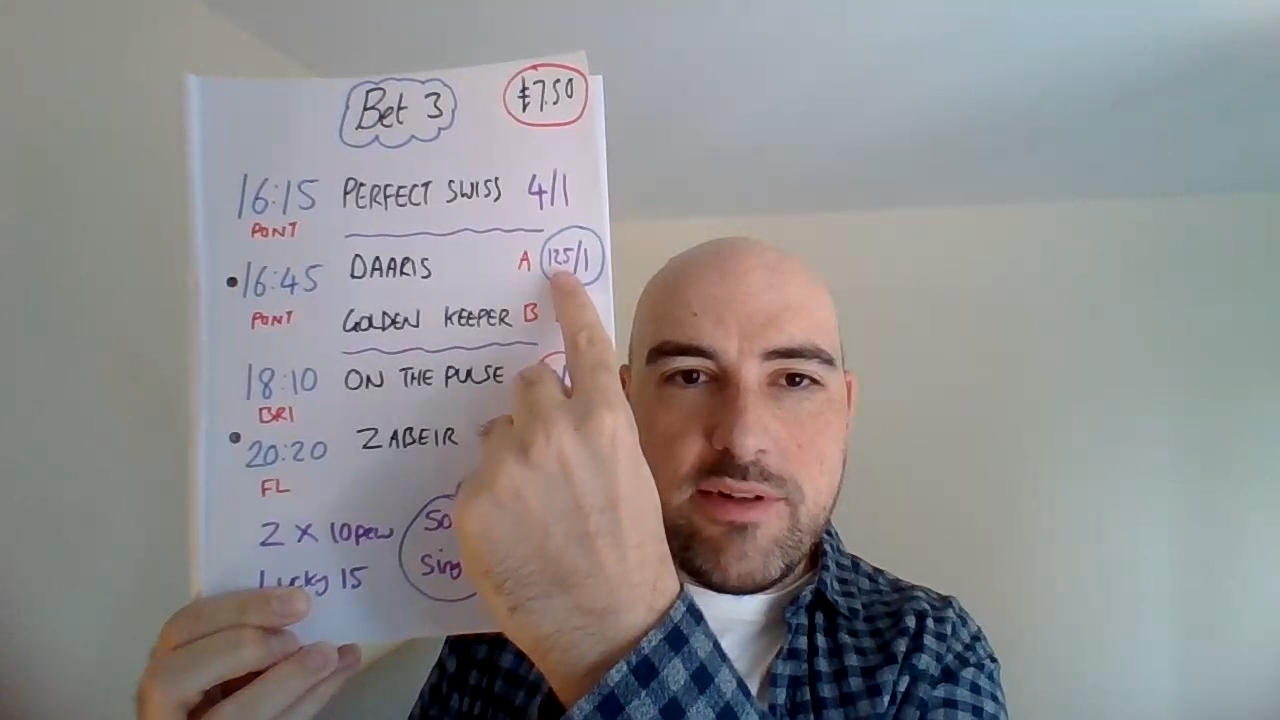 Bet 3 £7.50
16:15 PERFECT SWISS 4/1
PONT
16:45 DAARIS A 125/1
PONT GOLDEN KEEPER B
18:10 ON THE PULSE
BRI
20:20 ZABEIR
FL
2 X 10pew
Lucky 15